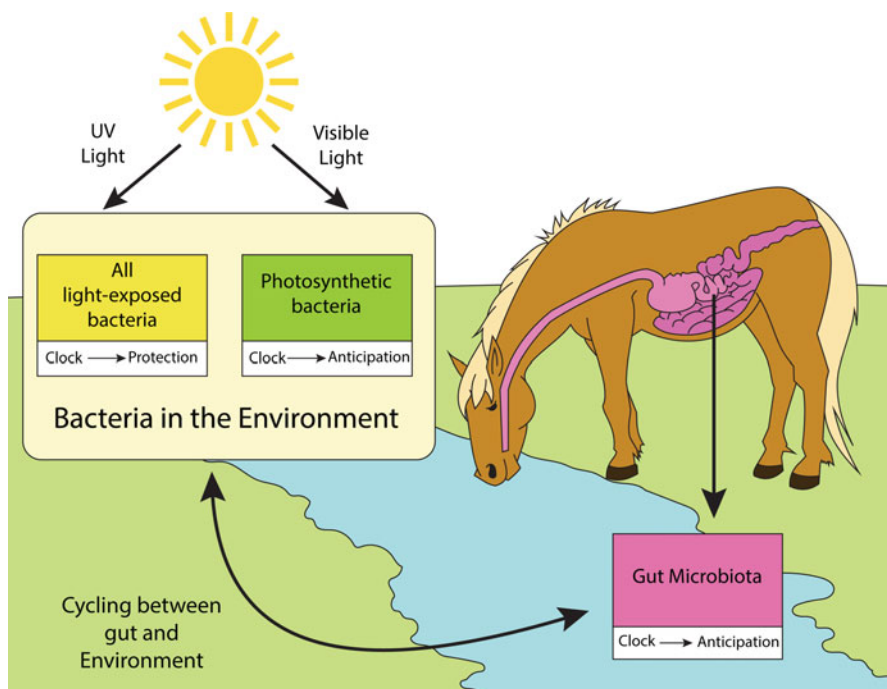 UV
Light
Visible
Light
All
light-exposed
bacteria
Clock → Protection
Photosynthetic
bacteria
Clock → Anticipation
Bacteria in the Environment
Cycling between
gut and
Environment
Gut Microbiota
Clock → Anticipation